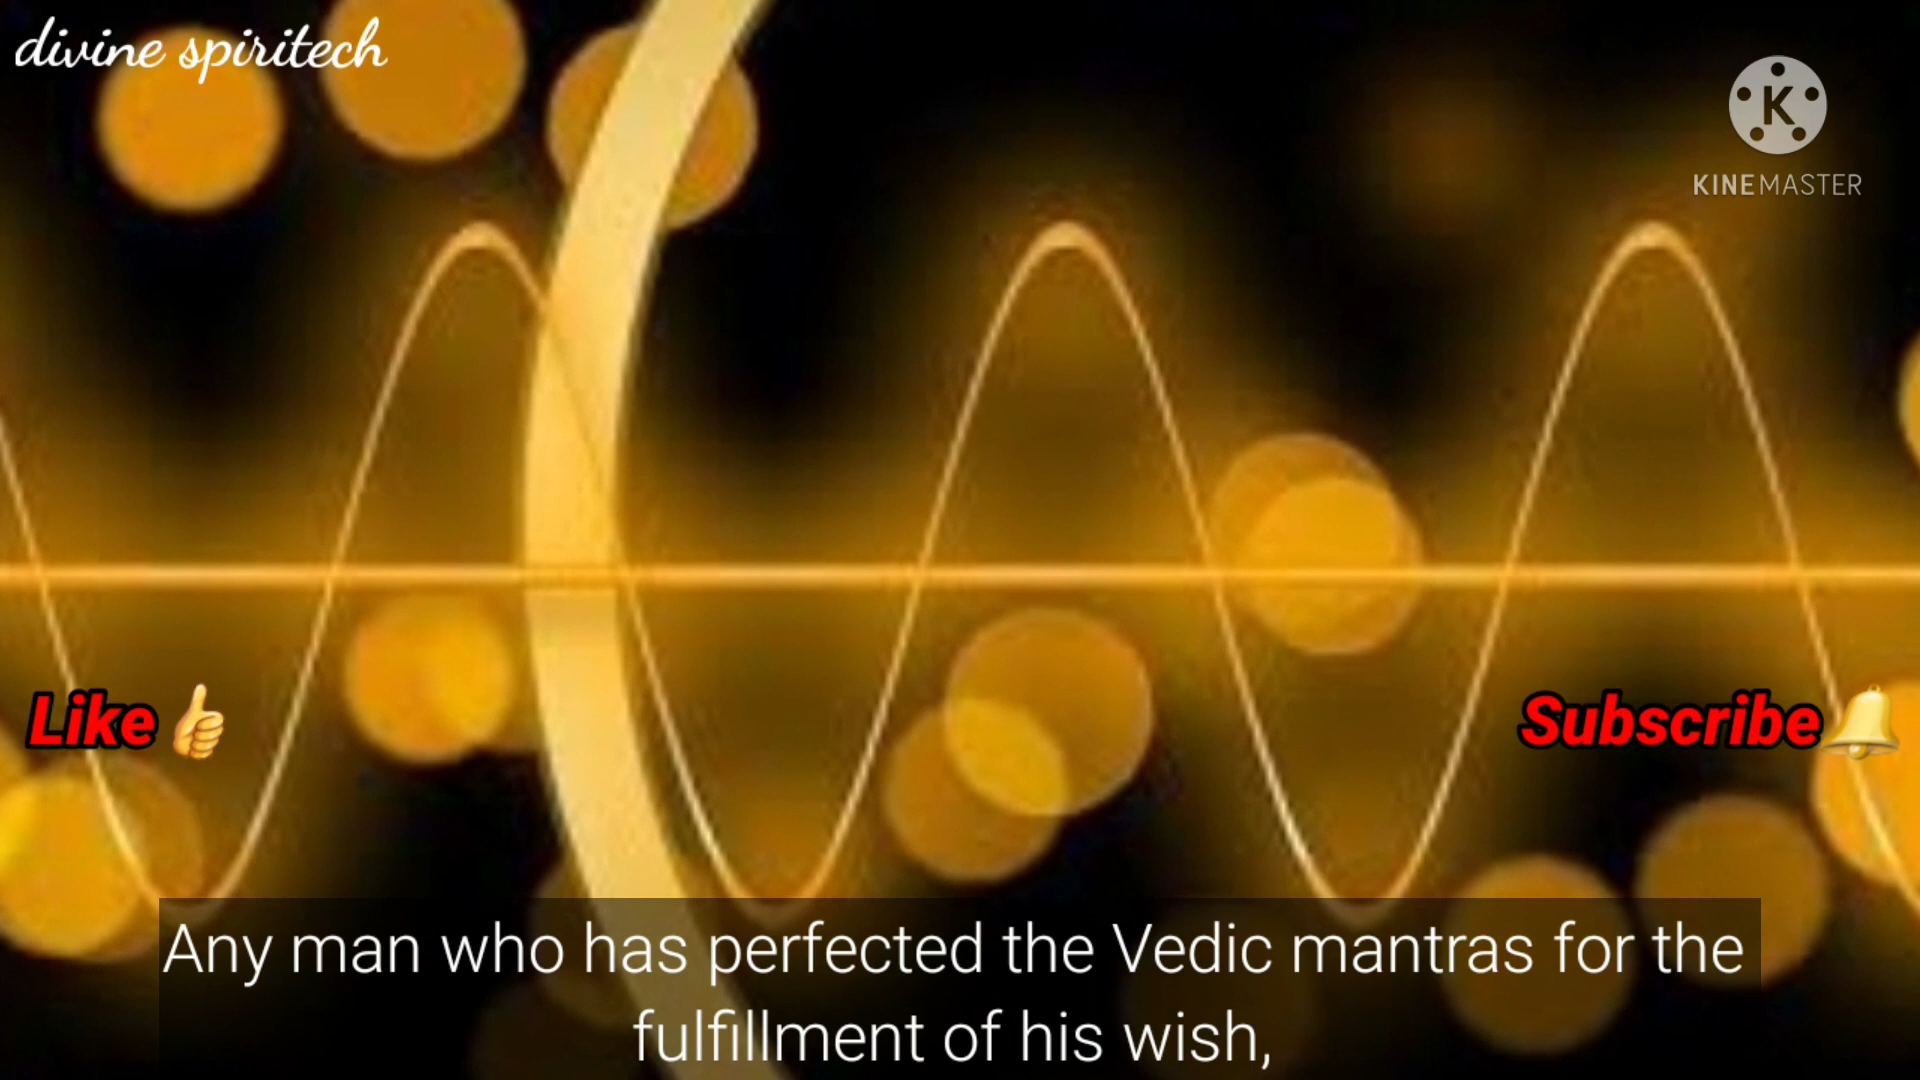 divine spiritech
K
KINEMASTER
Like👍
Subscribe🔔
Any man who has perfected the Vedic mantras for the
fulfillment of his wish,